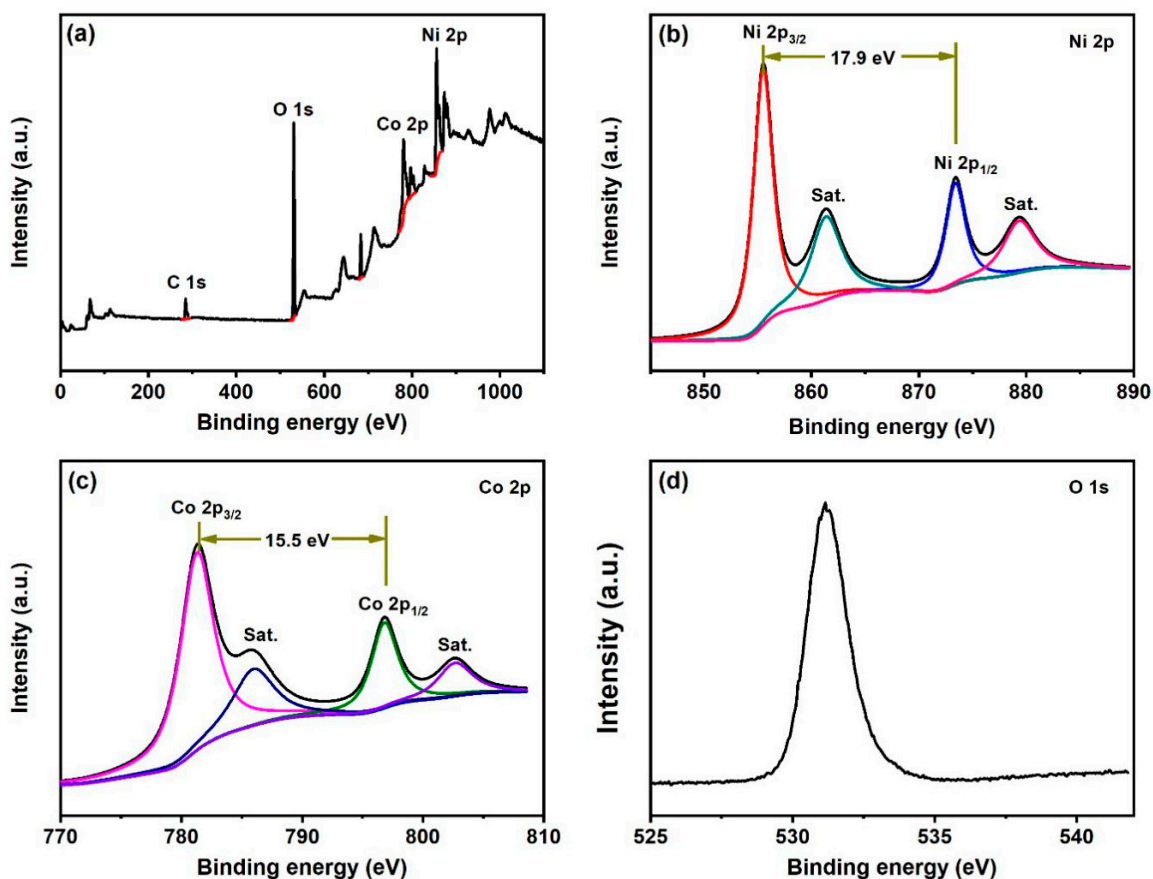 (a)
Ni 2p
O 1s
Co 2p
C 1s
Intensity (a.u.)
0 200 400 600 800 1000
Binding energy (eV)
(b)
Ni 2p3/2
Ni 2p
17.9 eV
Ni 2p1/2
Sat.
Sat.
Intensity (a.u.)
850 860 870 880 890
Binding energy (eV)
(c)
Co 2p
Co 2p3/2
15.5 eV
Co 2p1/2
Sat.
Sat.
Intensity (a.u.)
770 780 790 800 810
Binding energy (eV)
(d)
O 1s
Intensity (a.u.)
525 530 535 540
Binding energy (eV)